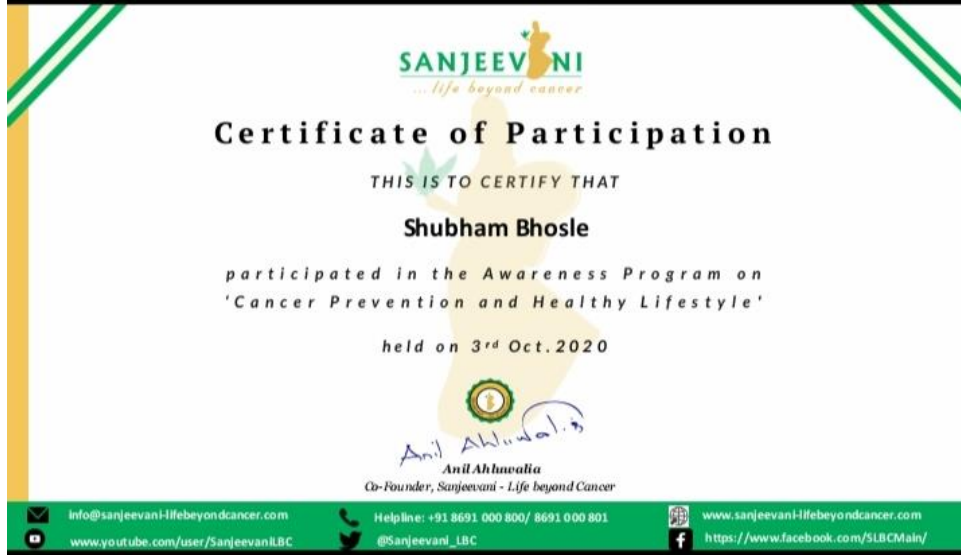 SANJEEVANI
... life beyond cancer
Certificate of Participation
THIS IS TO CERTIFY THAT
Shubham Bhosle
participated in the Awareness Program on
'Cancer Prevention and Healthy Lifestyle'
held on 3rd Oct.2020
Anil Ahluwalia
Anil Ahluwalia
Co-Founder, Sanjeevani - Life beyond Cancer
info@sanjeevani-lifebeyondcancer.com
Helpline: +91 8691 000 800/ 8691 000 801
www.sanjeevani-lifebeyondcancer.com
www.youtube.com/user/SanjeevaniLBC
@Sanjeevani_LBC
https://www.facebook.com/SLBCMain/